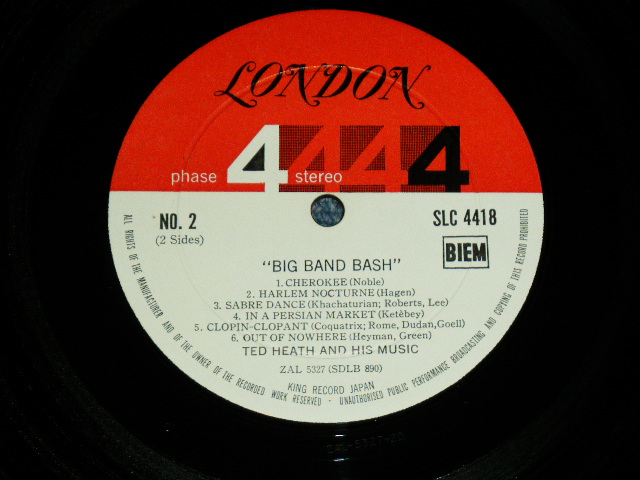 LONDON
phase 4 stereo 4 4 4
NO. 2
(2 Sides)
SLC 4418
BIEM
"BIG BAND BASH"
1. CHEROKEE (Noble)
2. HARLEM NOCTURNE (Hagen)
3. SABRE DANCE (Khachaturian; Roberts, Lee)
4. IN A PERSIAN MARKET (Ketèbey)
5. CLOPIN-CLOPANT (Coquatrix; Rome, Dudan, Goell)
6. OUT OF NOWHERE (Heyman, Green)
TED HEATH AND HIS MUSIC
ZAL 5327 (SDLB 890)
KING RECORD JAPAN
ALL RIGHTS OF THE MANUFACTURER AND OF THE OWNER OF THE RECORDED WORK RESERVED - UNAUTHORISED PUBLIC PERFORMANCE BROADCASTING AND COPYING OF THIS RECORD PROHIBITED